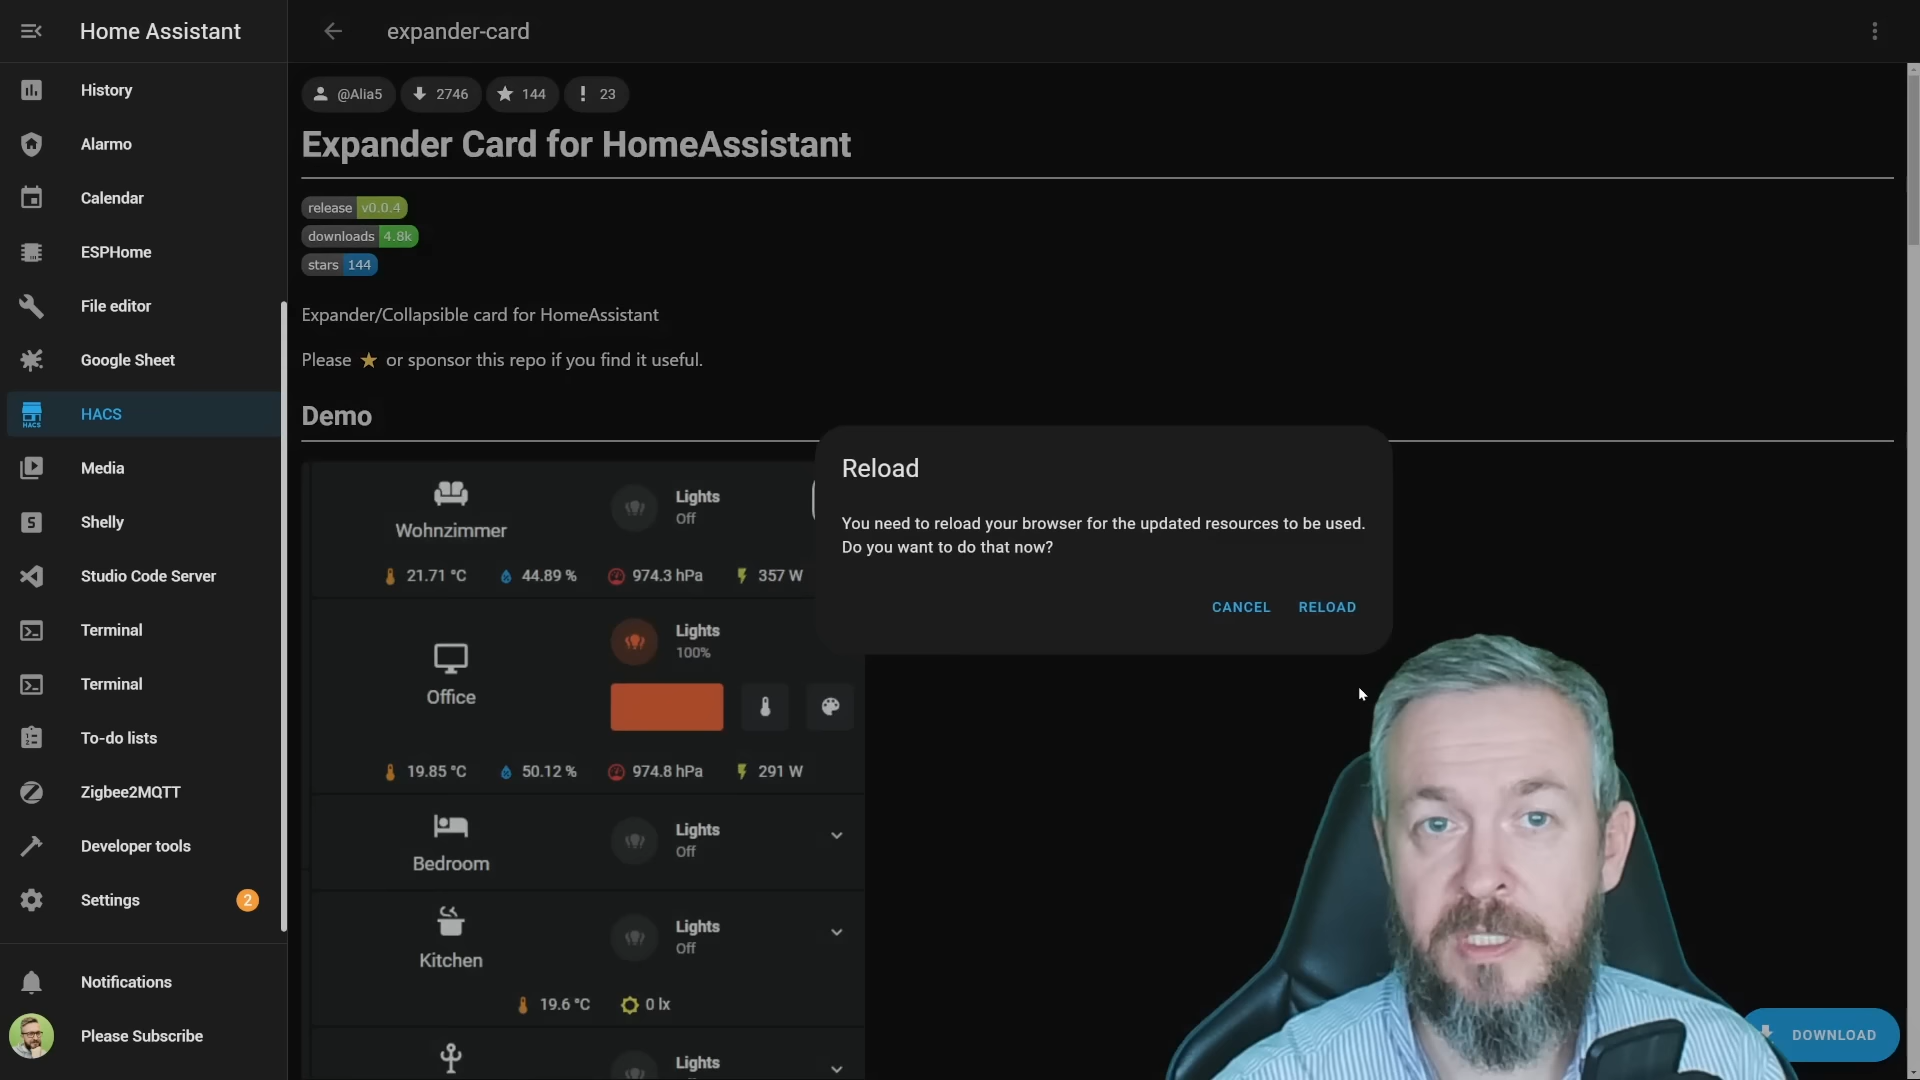 Home Assistant
History
Alarmo
Calendar
ESPHome
File editor
Google Sheet
HACS
HACS
Media
Shelly
Studio Code Server
Terminal
Terminal
To-do lists
Zigbee2MQTT
Developer tools
Settings
2
Notifications
Please Subscribe
expander-card
@Alia5
2746
144
23
Expander Card for HomeAssistant
release v0.0.4
downloads 4.8k
stars 144
Expander/Collapsible card for HomeAssistant
Please ★ or sponsor this repo if you find it useful.
Demo
Wohnzimmer
Lights
Off
21.71 °C 44.89 % 974.3 hPa 357 W
Office
Lights
100%
19.85 °C 50.12 % 974.8 hPa 291 W
Bedroom
Lights
Off
Kitchen
Lights
Off
19.6 °C 0 lx
Lights
Reload
You need to reload your browser for the updated resources to be used.
Do you want to do that now?
CANCEL RELOAD
DOWNLOAD